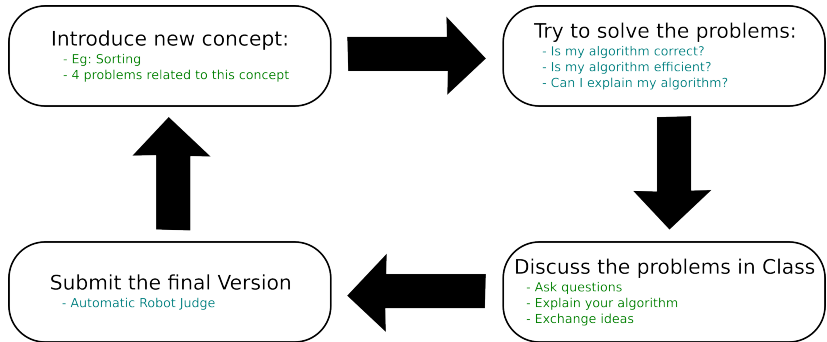 Introduce new concept:
- Eg: Sorting
- 4 problems related to this concept
Try to solve the problems:
- Is my algorithm correct?
- Is my algorithm efficient?
- Can I explain my algorithm?
Discuss the problems in Class
- Ask questions
- Explain your algorithm
- Exchange ideas
Submit the final Version
- Automatic Robot Judge